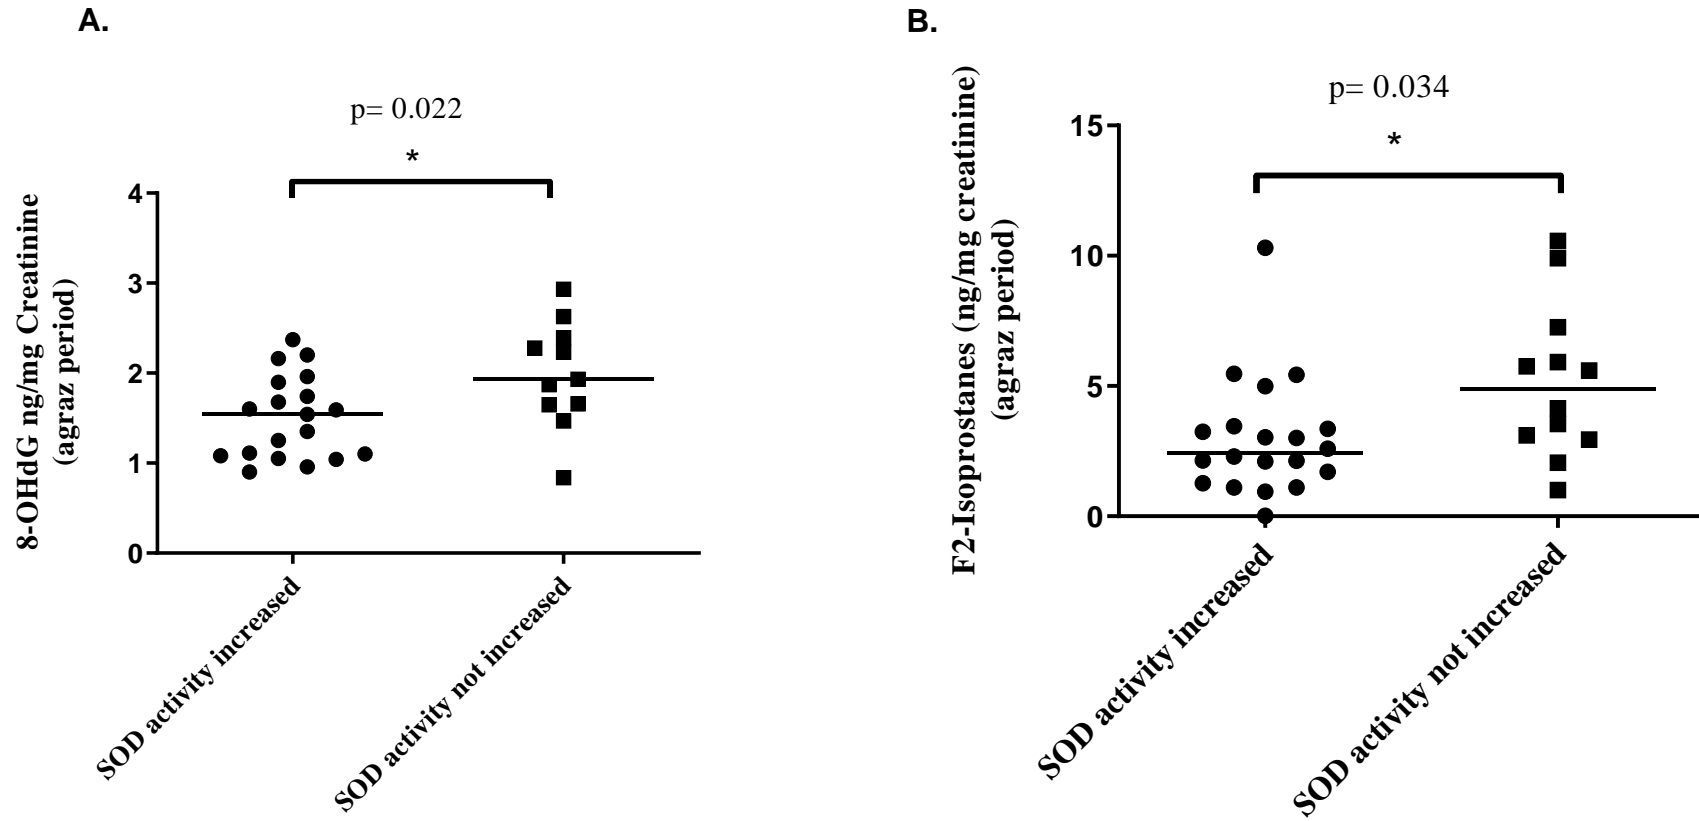 A.
p= 0.022
*
8-OHdG ng/mg Creatinine
(agraz period)
4
3
2
1
0
SOD activity increased
SOD activity not increased
B.
p= 0.034
*
F2-Isoprostanes (ng/mg creatinine)
(agraz period)
15
10
5
0
SOD activity increased
SOD activity not increased